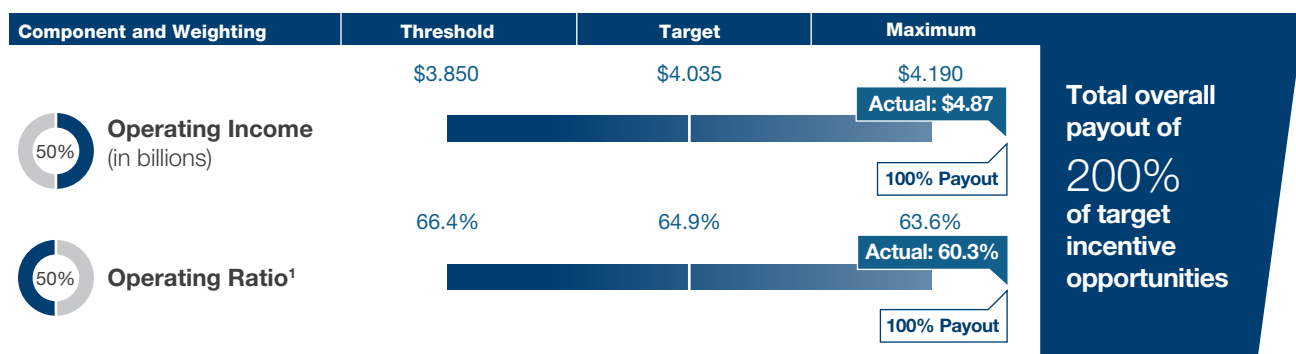 Component and Weighting Threshold Target Maximum
$3.850 $4.035 $4.190
Actual: $4.87
50%
Operating Income
(in billions)
100% Payout
66.4% 64.9% 63.6%
Actual: 60.3%
50%
Operating Ratio¹
100% Payout
Total overall
payout of
200%
of target
incentive
opportunities